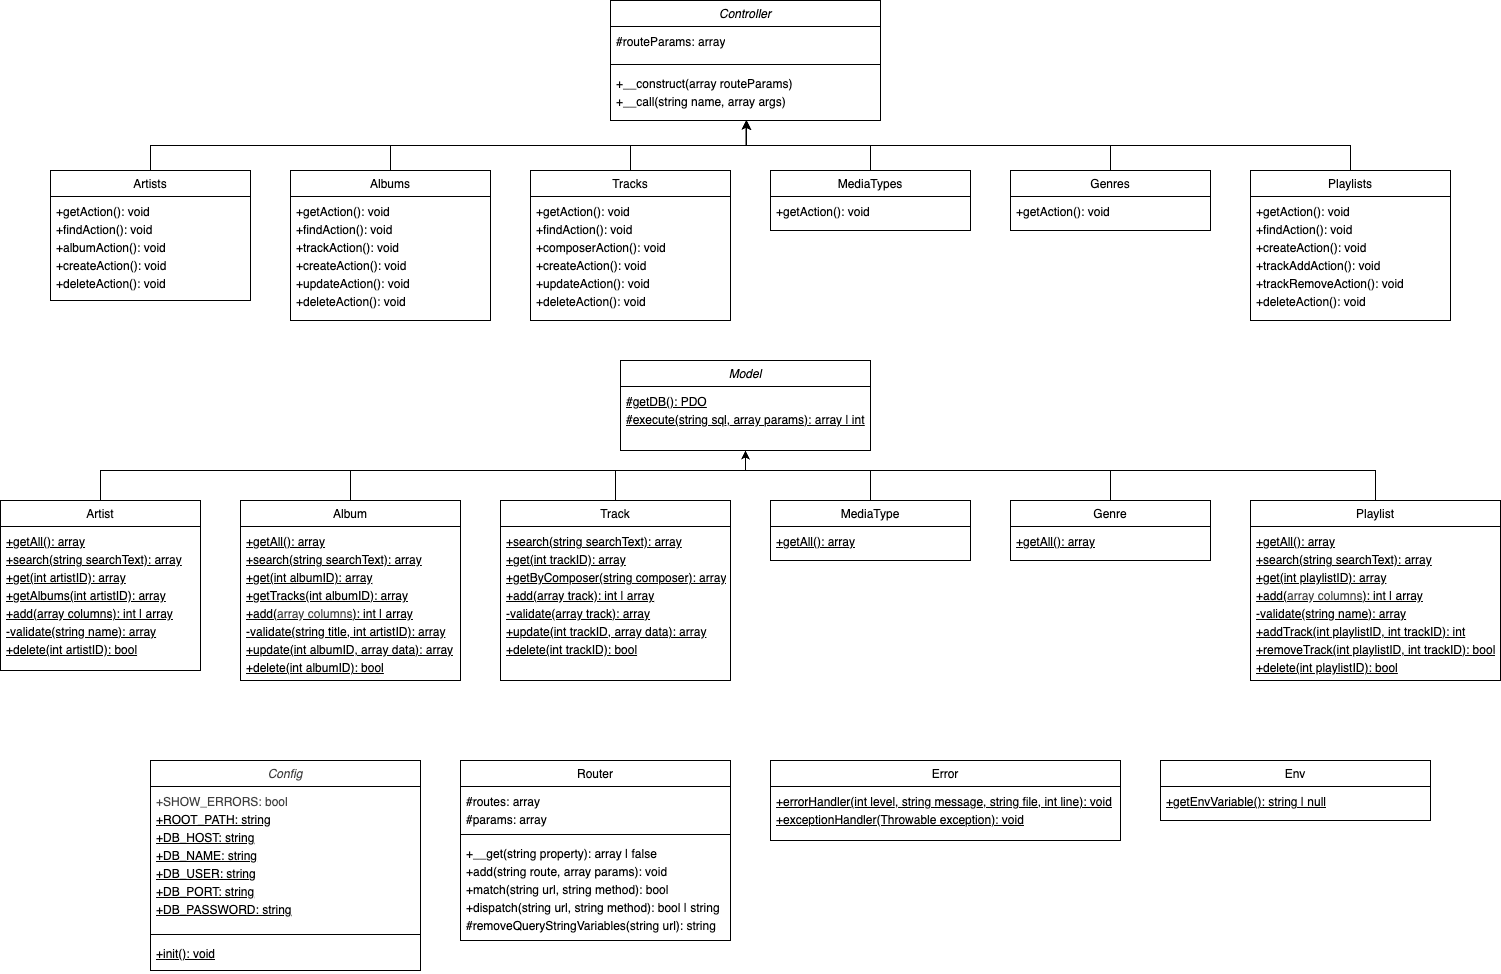 Controller
#routeParams: array
+__construct(array routeParams)
+__call(string name, array args)
Artists
+getAction(): void
+findAction(): void
+albumAction(): void
+createAction(): void
+deleteAction(): void
Albums
+getAction(): void
+findAction(): void
+trackAction(): void
+createAction(): void
+updateAction(): void
+deleteAction(): void
Tracks
+getAction(): void
+findAction(): void
+composerAction(): void
+createAction(): void
+updateAction(): void
+deleteAction(): void
MediaTypes
+getAction(): void
Genres
+getAction(): void
Playlists
+getAction(): void
+findAction(): void
+createAction(): void
+trackAddAction(): void
+trackRemoveAction(): void
+deleteAction(): void
Model
#getDB(): PDO
#execute(string sql, array params): array | int
Artist
+getAll(): array
+search(string searchText): array
+get(int artistID): array
+getAlbums(int artistID): array
+add(array columns): int | array
-validate(string name): array
+delete(int artistID): bool
Album
+getAll(): array
+search(string searchText): array
+get(int albumID): array
+getTracks(int albumID): array
+add(array columns): int | array
-validate(string title, int artistID): array
+update(int albumID, array data): array
+delete(int albumID): bool
Track
+search(string searchText): array
+get(int trackID): array
+getByComposer(string composer): array
+add(array track): int | array
-validate(array track): array
+update(int trackID, array data): array
+delete(int trackID): bool
MediaType
+getAll(): array
Genre
+getAll(): array
Playlist
+getAll(): array
+search(string searchText): array
+get(int playlistID): array
+add(array columns): int | array
-validate(string name): array
+addTrack(int playlistID, int trackID): int
+removeTrack(int playlistID, int trackID): bool
+delete(int playlistID): bool
Config
+SHOW_ERRORS: bool
+ROOT_PATH: string
+DB_HOST: string
+DB_NAME: string
+DB_USER: string
+DB_PORT: string
+DB_PASSWORD: string
+init(): void
Router
#routes: array
#params: array
+__get(string property): array | false
+add(string route, array params): void
+match(string url, string method): bool
+dispatch(string url, string method): bool | string
#removeQueryStringVariables(string url): string
Error
+errorHandler(int level, string message, string file, int line): void
+exceptionHandler(Throwable exception): void
Env
+getEnvVariable(): string | null